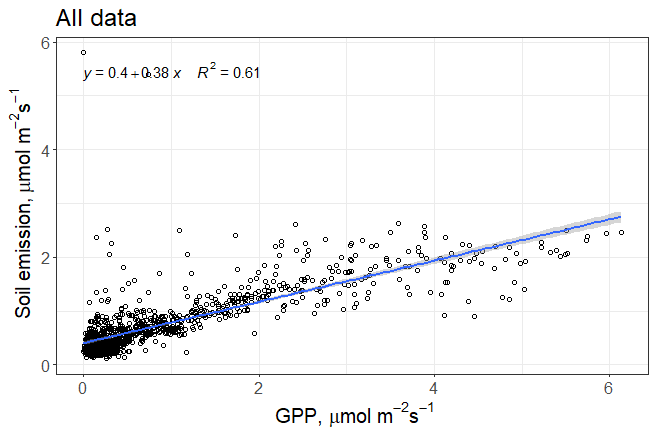 All data
6
4
2
0
Soil emission, μmol m⁻²s⁻¹
y = 0.4 + 0.38 x R² = 0.61
0 2 4 6
GPP, μmol m⁻²s⁻¹